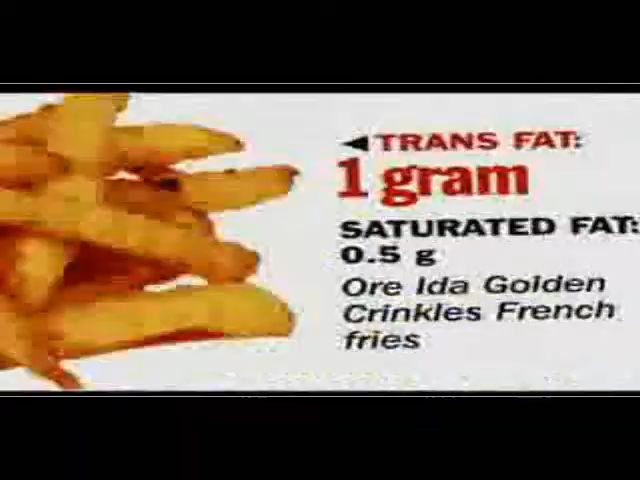 TRANS FAT:
1 gram
SATURATED FAT:
0.5 g
Ore Ida Golden
Crinkles French
fries